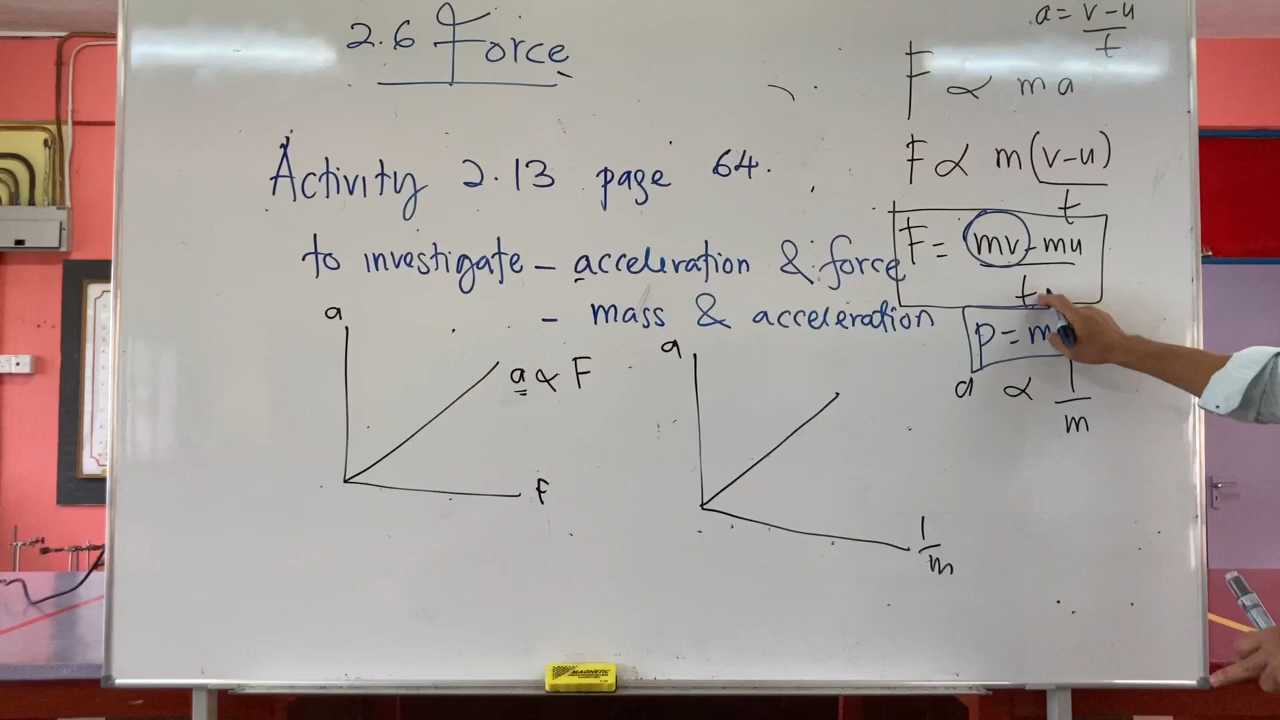 2.6 Force
Activity 2.13 page 64.
to investigate - acceleration & force
- mass & acceleration
a
a ∝ F
F
a
1/m
a = v-u/t
F ∝ ma
F ∝ m(v-u)/t
F = mv-mu/t
p = m
a ∝ 1/m
MAGNETIC